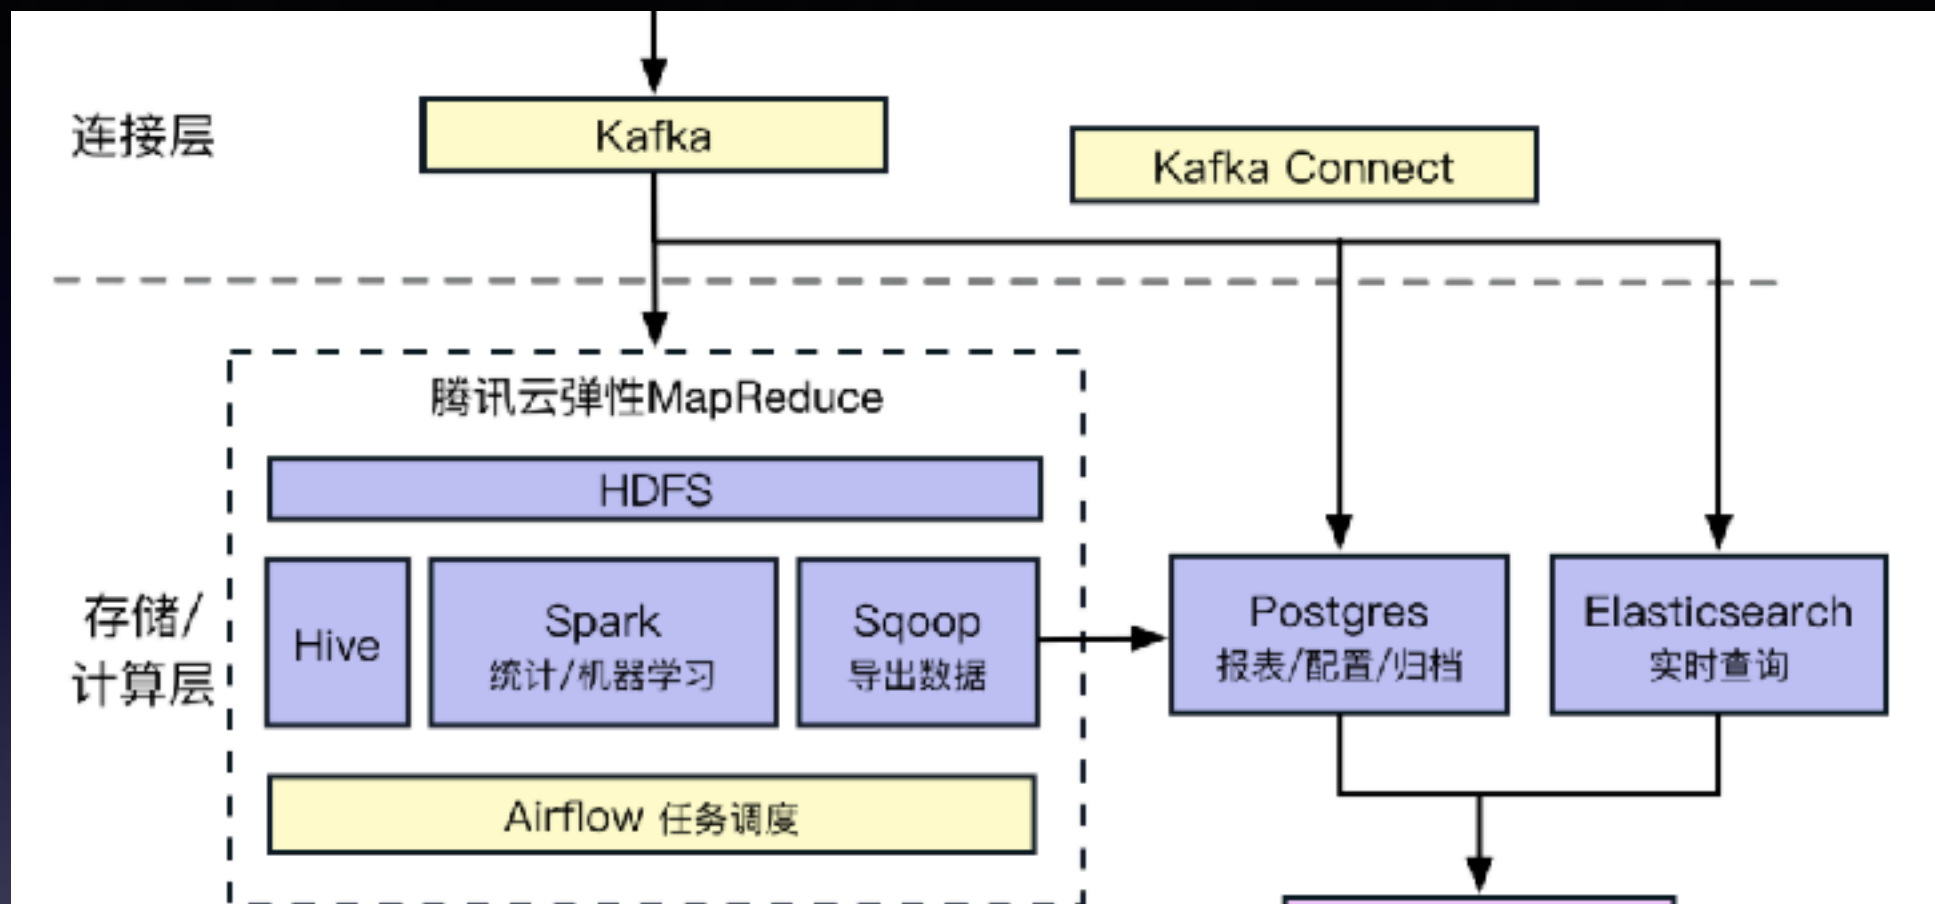 连接层
Kafka
Kafka Connect
腾讯云弹性MapReduce
HDFS
存储/
计算层
Hive
Spark
统计/机器学习
Sqoop
导出数据
Postgres
报表/配置/归档
Elasticsearch
实时查询
Airflow 任务调度